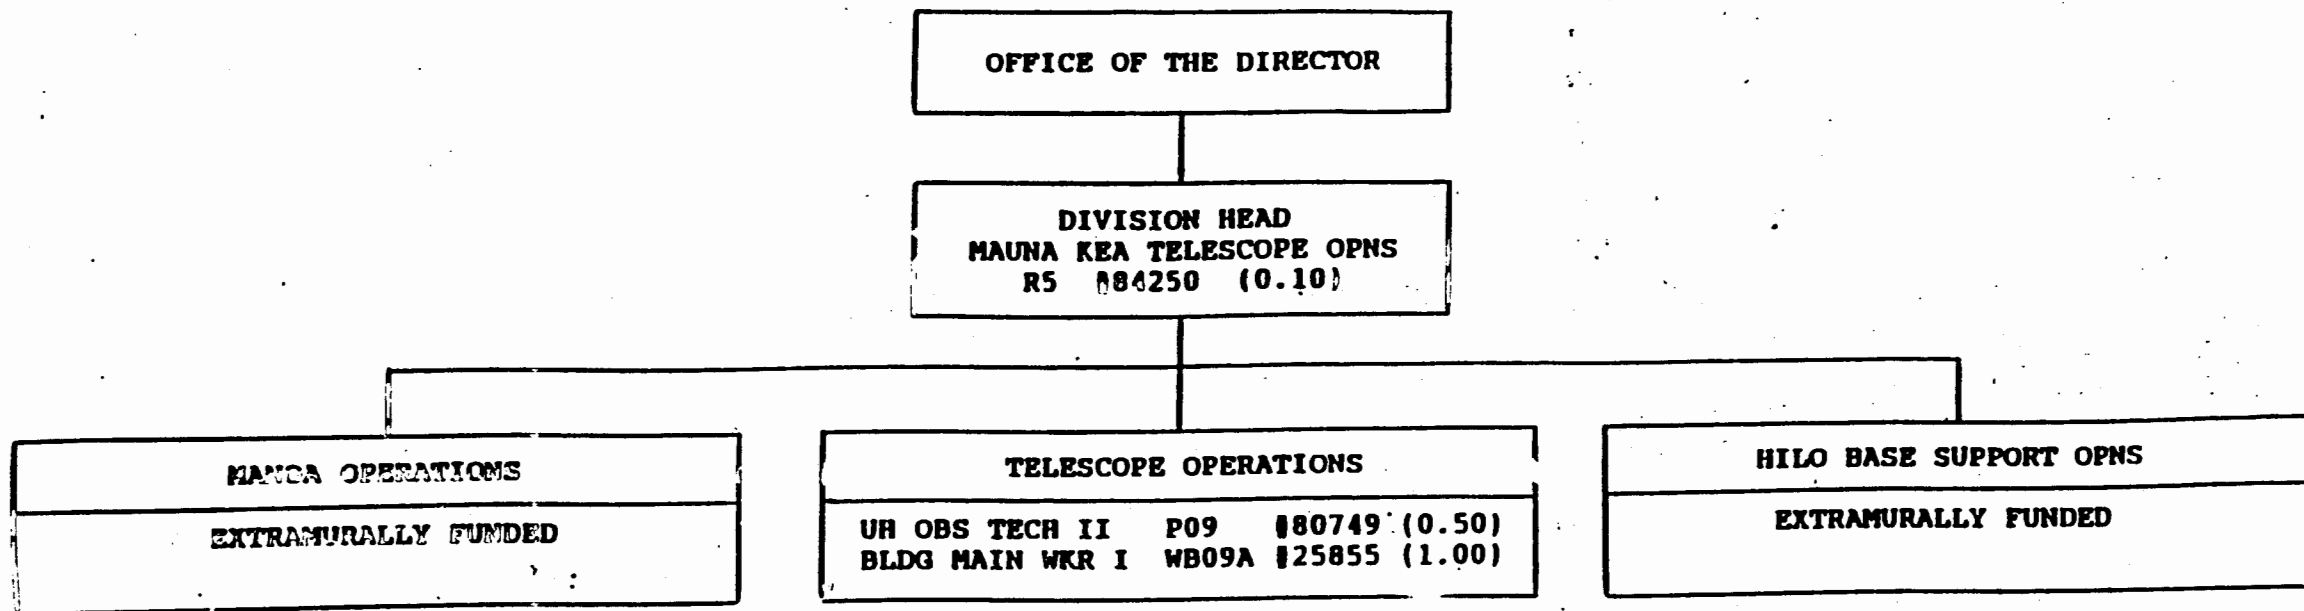 OFFICE OF THE DIRECTOR
DIVISION HEAD
MAUNA KEA TELESCOPE OPNS
R5 #84250 (0.10)
MANOA OPERATIONS
EXTRAMURALLY FUNDED
TELESCOPE OPERATIONS
UH OBS TECH II P09 #80749 (0.50)
BLDG MAIN WKR I WB09A #25855 (1.00)
HILO BASE SUPPORT OPNS
EXTRAMURALLY FUNDED